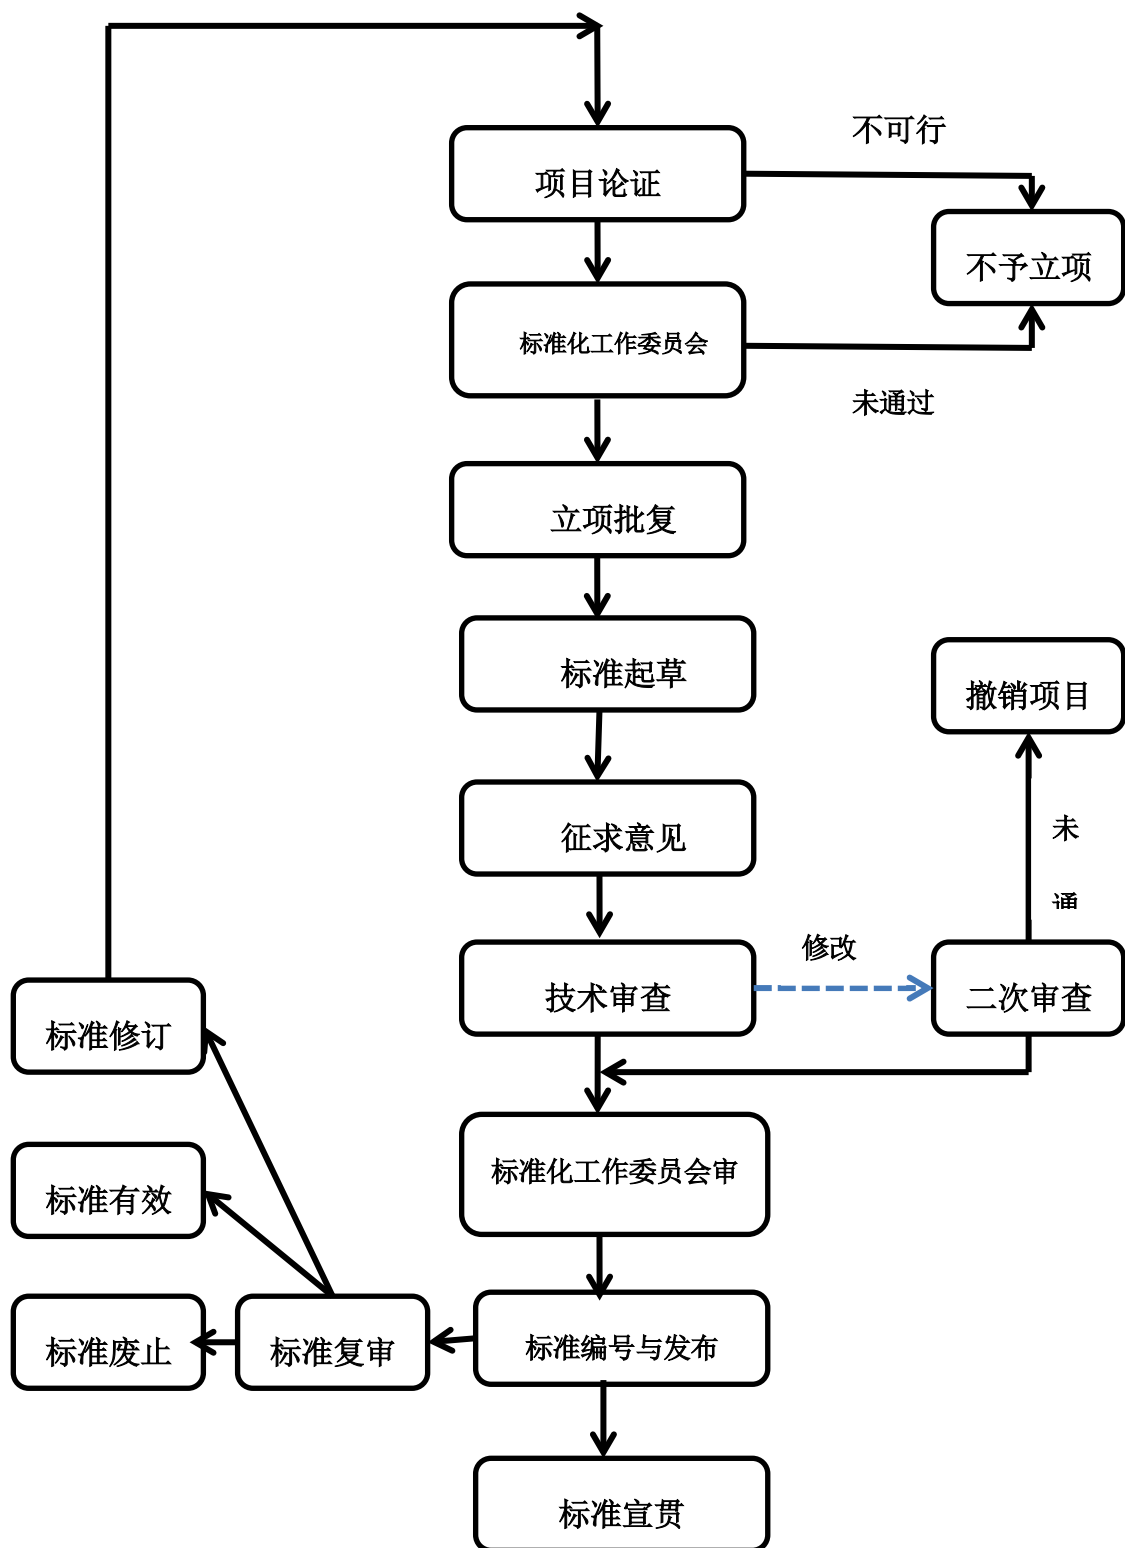 不可行
项目论证
不予立项
标准化工作委员会
未通过
立项批复
标准起草
撤销项目
征求意见
未
通
修改
技术审查
二次审查
标准修订
标准化工作委员会审
标准有效
标准编号与发布
标准复审
标准废止
标准宣贯